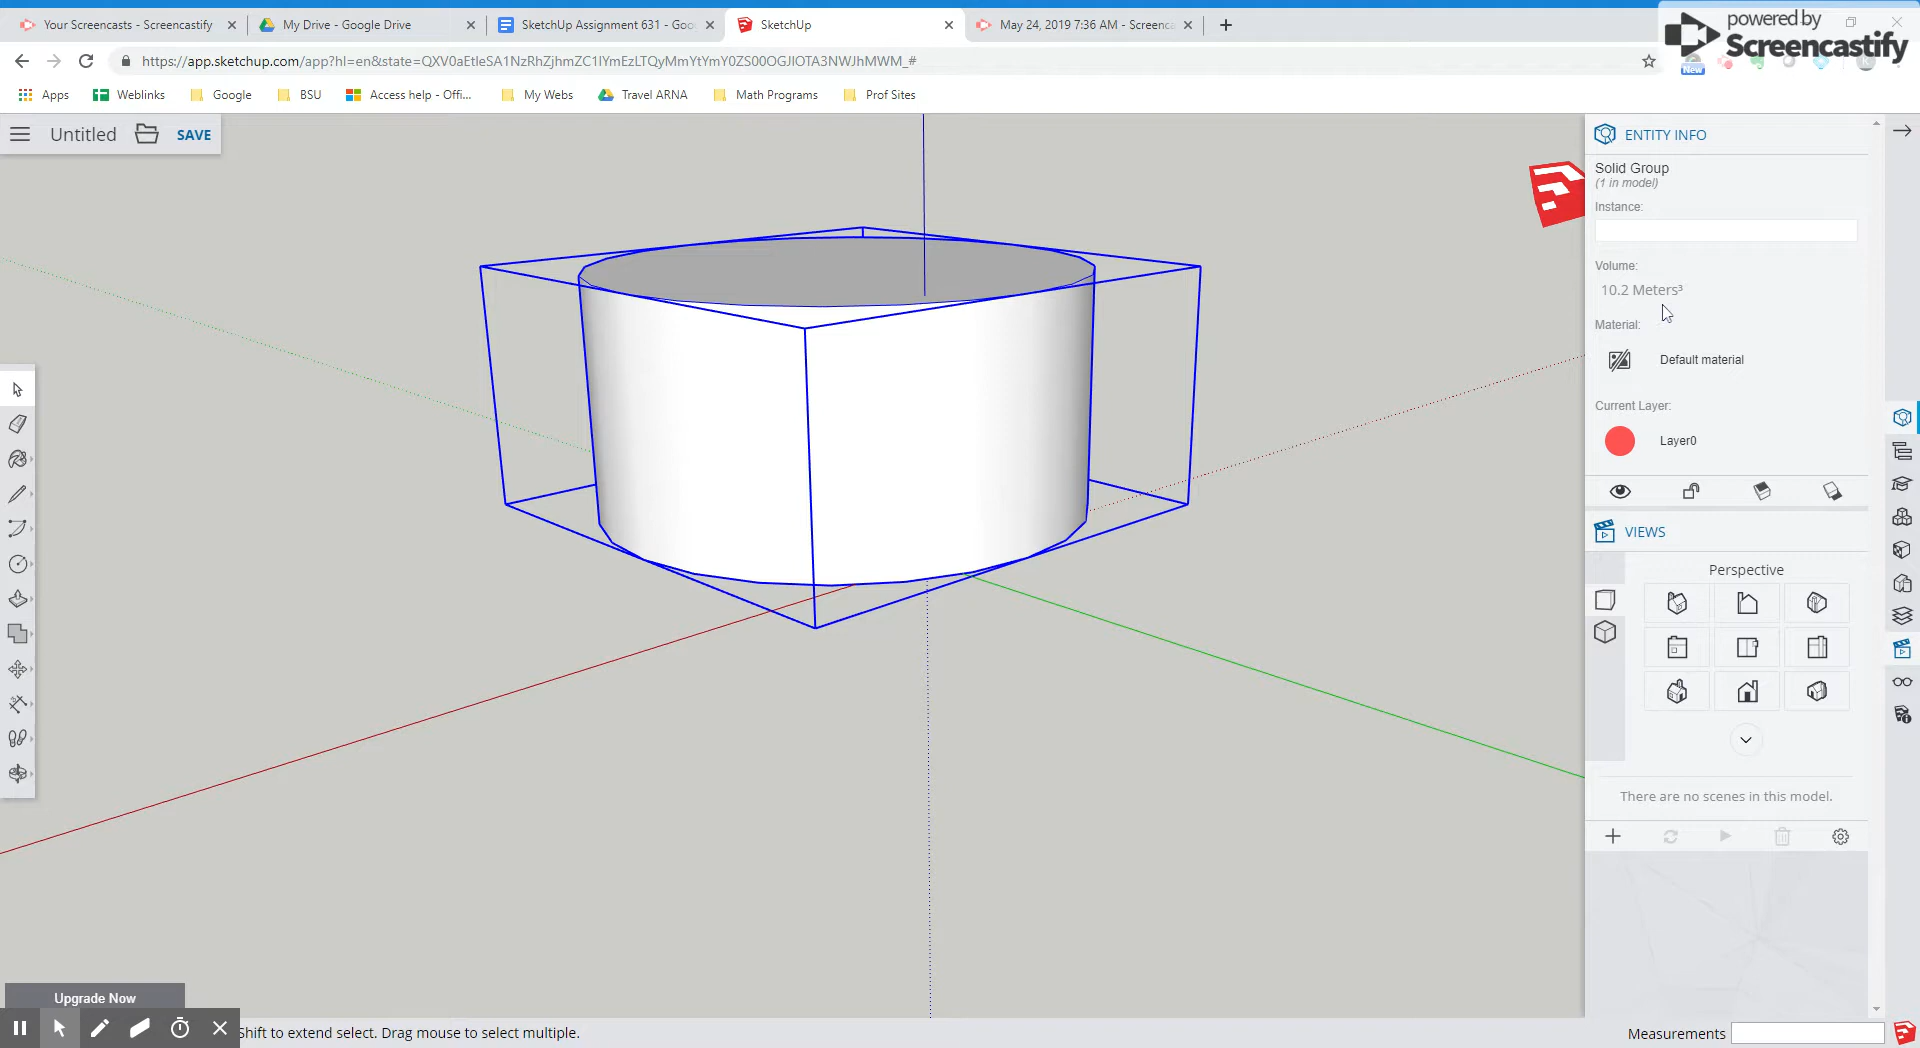 Your Screencasts - Screencastify
My Drive - Google Drive
SketchUp Assignment 631 - Goo
SketchUp
May 24, 2019 7:36 AM - Screenca
powered by
Screencastify
https://app.sketchup.com/app?hl=en&state=QXV0aEtleSA1NzRhZjhmZC1lYmEzLTQyMmYtYmY0ZS00OGJlOTA3NWJhMWM_#
New
Apps
Weblinks
Google
BSU
Access help - Offi...
My Webs
Travel ARNA
Math Programs
Prof Sites
Untitled
SAVE
ENTITY INFO
Solid Group
(1 in model)
Instance:
Volume:
10.2 Meters³
Material:
Default material
Current Layer:
Layer0
VIEWS
Perspective
There are no scenes in this model.
Upgrade Now
Shift to extend select. Drag mouse to select multiple.
Measurements